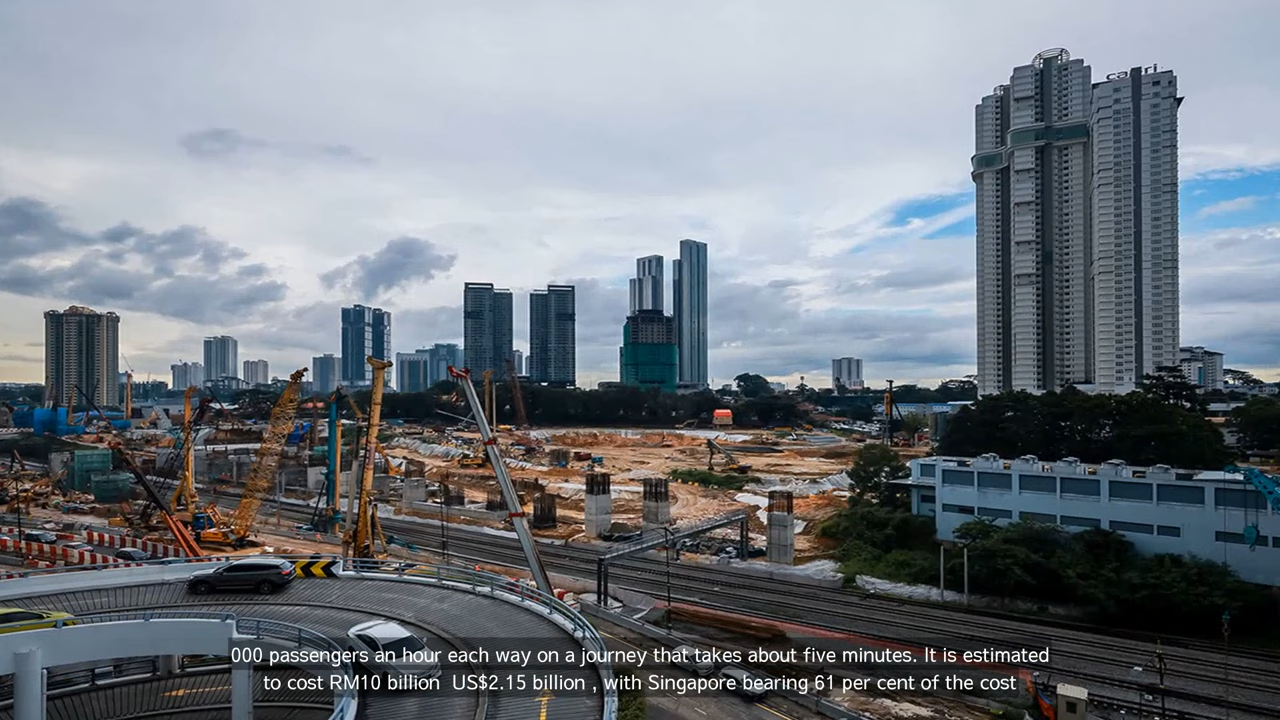 000 passengers an hour each way on a journey that takes about five minutes. It is estimated
to cost RM10 billion  US$2.15 billion , with Singapore bearing 61 per cent of the cost